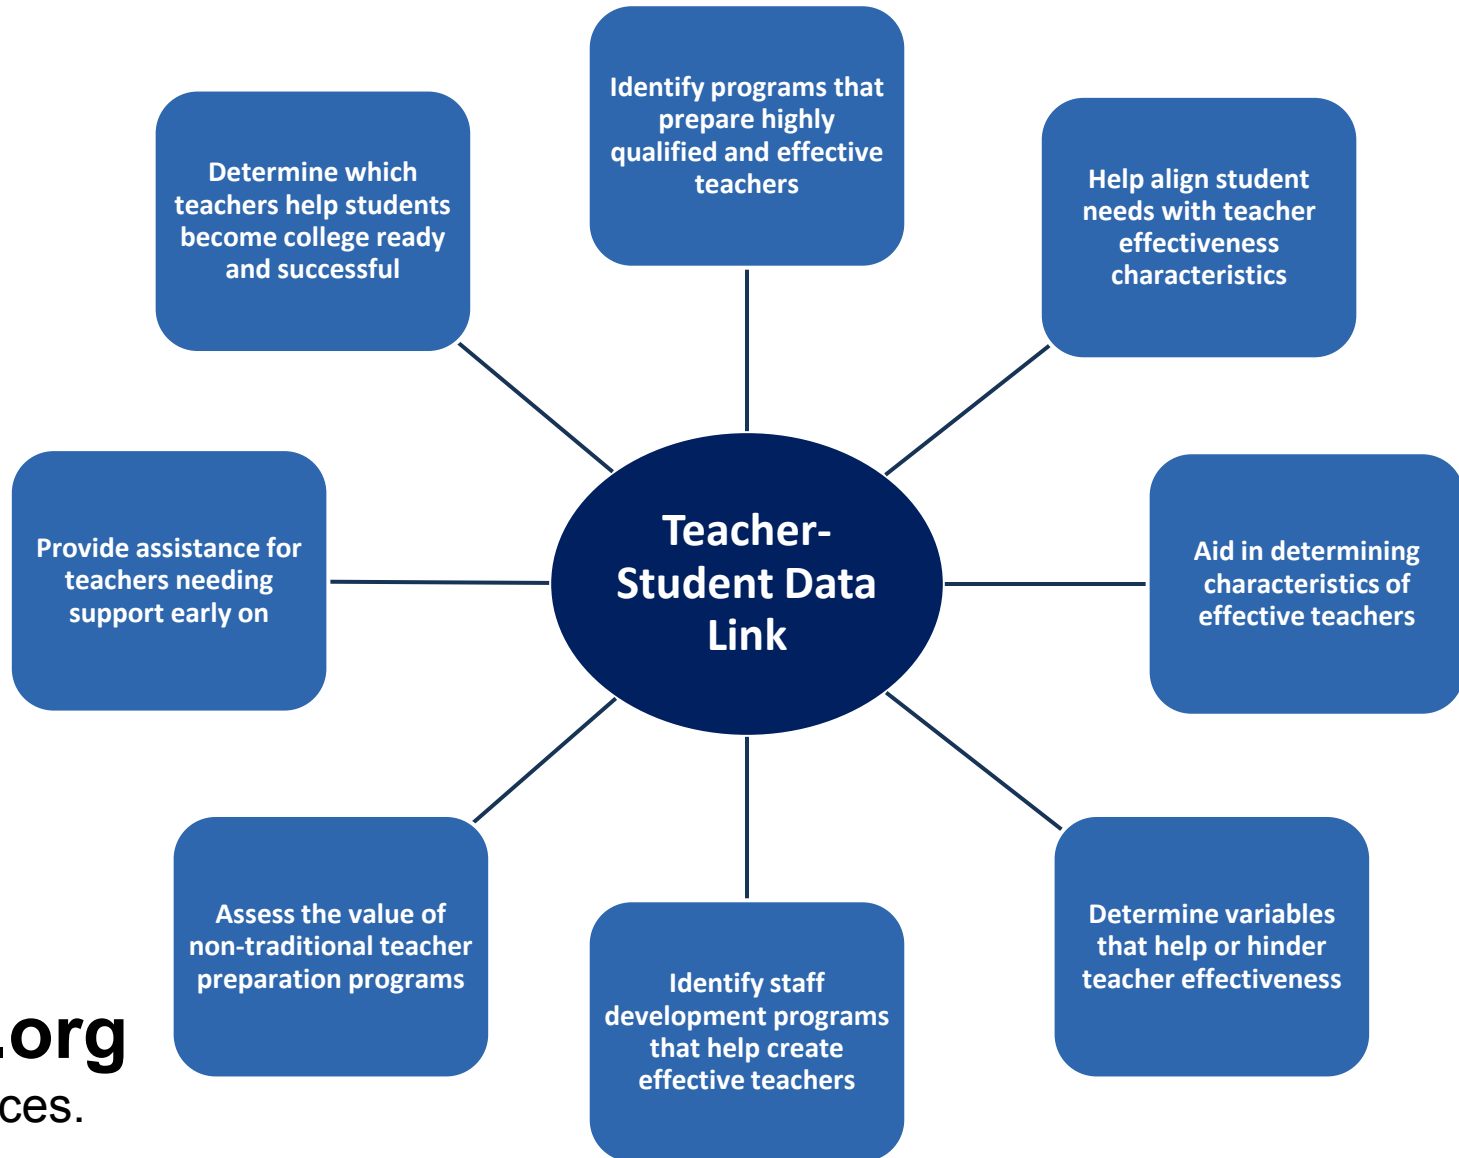 Identify programs that
prepare highly
qualified and effective
teachers
Determine which
teachers help students
become college ready
and successful
Help align student
needs with teacher
effectiveness
characteristics
Teacher-
Student Data
Link
Provide assistance for
teachers needing
support early on
Aid in determining
characteristics of
effective teachers
Assess the value of
non-traditional teacher
preparation programs
Determine variables
that help or hinder
teacher effectiveness
Identify staff
development programs
that help create
effective teachers
.org
ces.